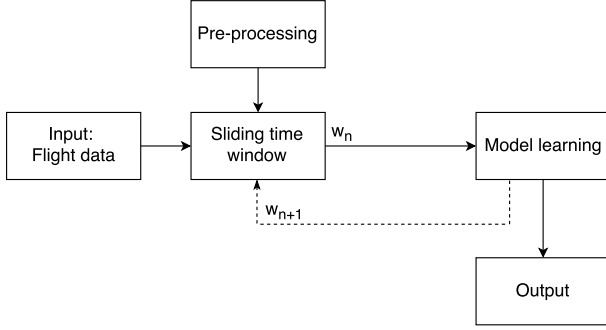 Pre-processing
Input:
Flight data
Sliding time
window
wn
Model learning
wn+1
Output